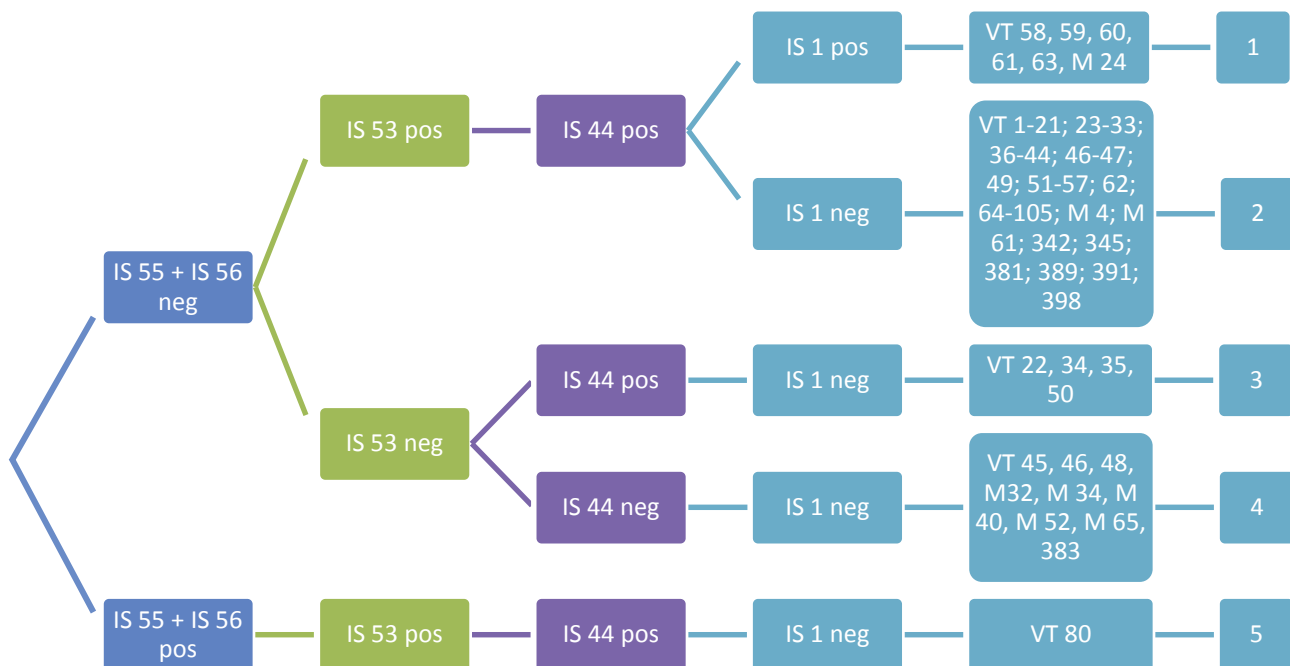 IS 1 pos
VT 58, 59, 60,
61, 63, M 24
1
IS 53 pos
IS 44 pos
IS 1 neg
VT 1-21; 23-33;
36-44; 46-47;
49; 51-57; 62;
64-105; M 4; M
61; 342; 345;
381; 389; 391;
398
2
IS 55 + IS 56
neg
IS 53 neg
IS 44 pos
IS 1 neg
VT 22, 34, 35,
50
3
IS 44 neg
IS 1 neg
VT 45, 46, 48,
M32, M 34, M
40, M 52, M 65,
383
4
IS 55 + IS 56
pos
IS 53 pos
IS 44 pos
IS 1 neg
VT 80
5